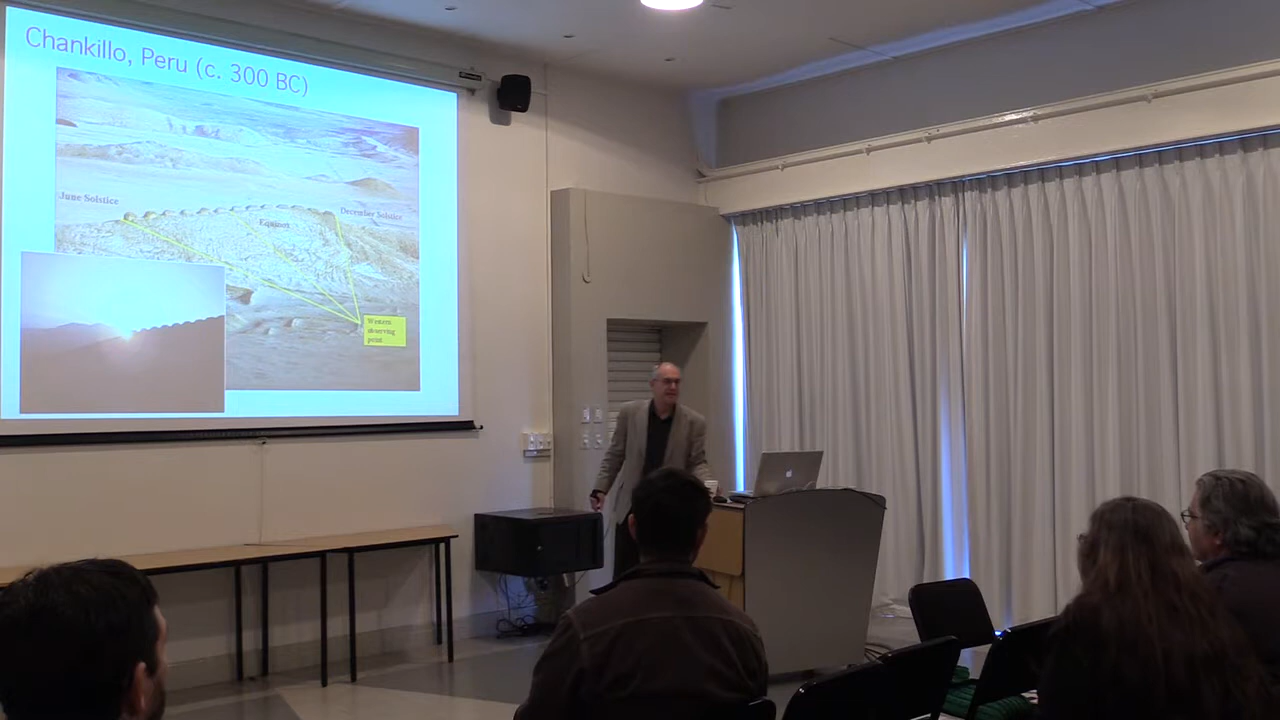 Chankillo, Peru (c. 300 BC)
June Solstice
December Solstice
Equinox
Western
observing
point